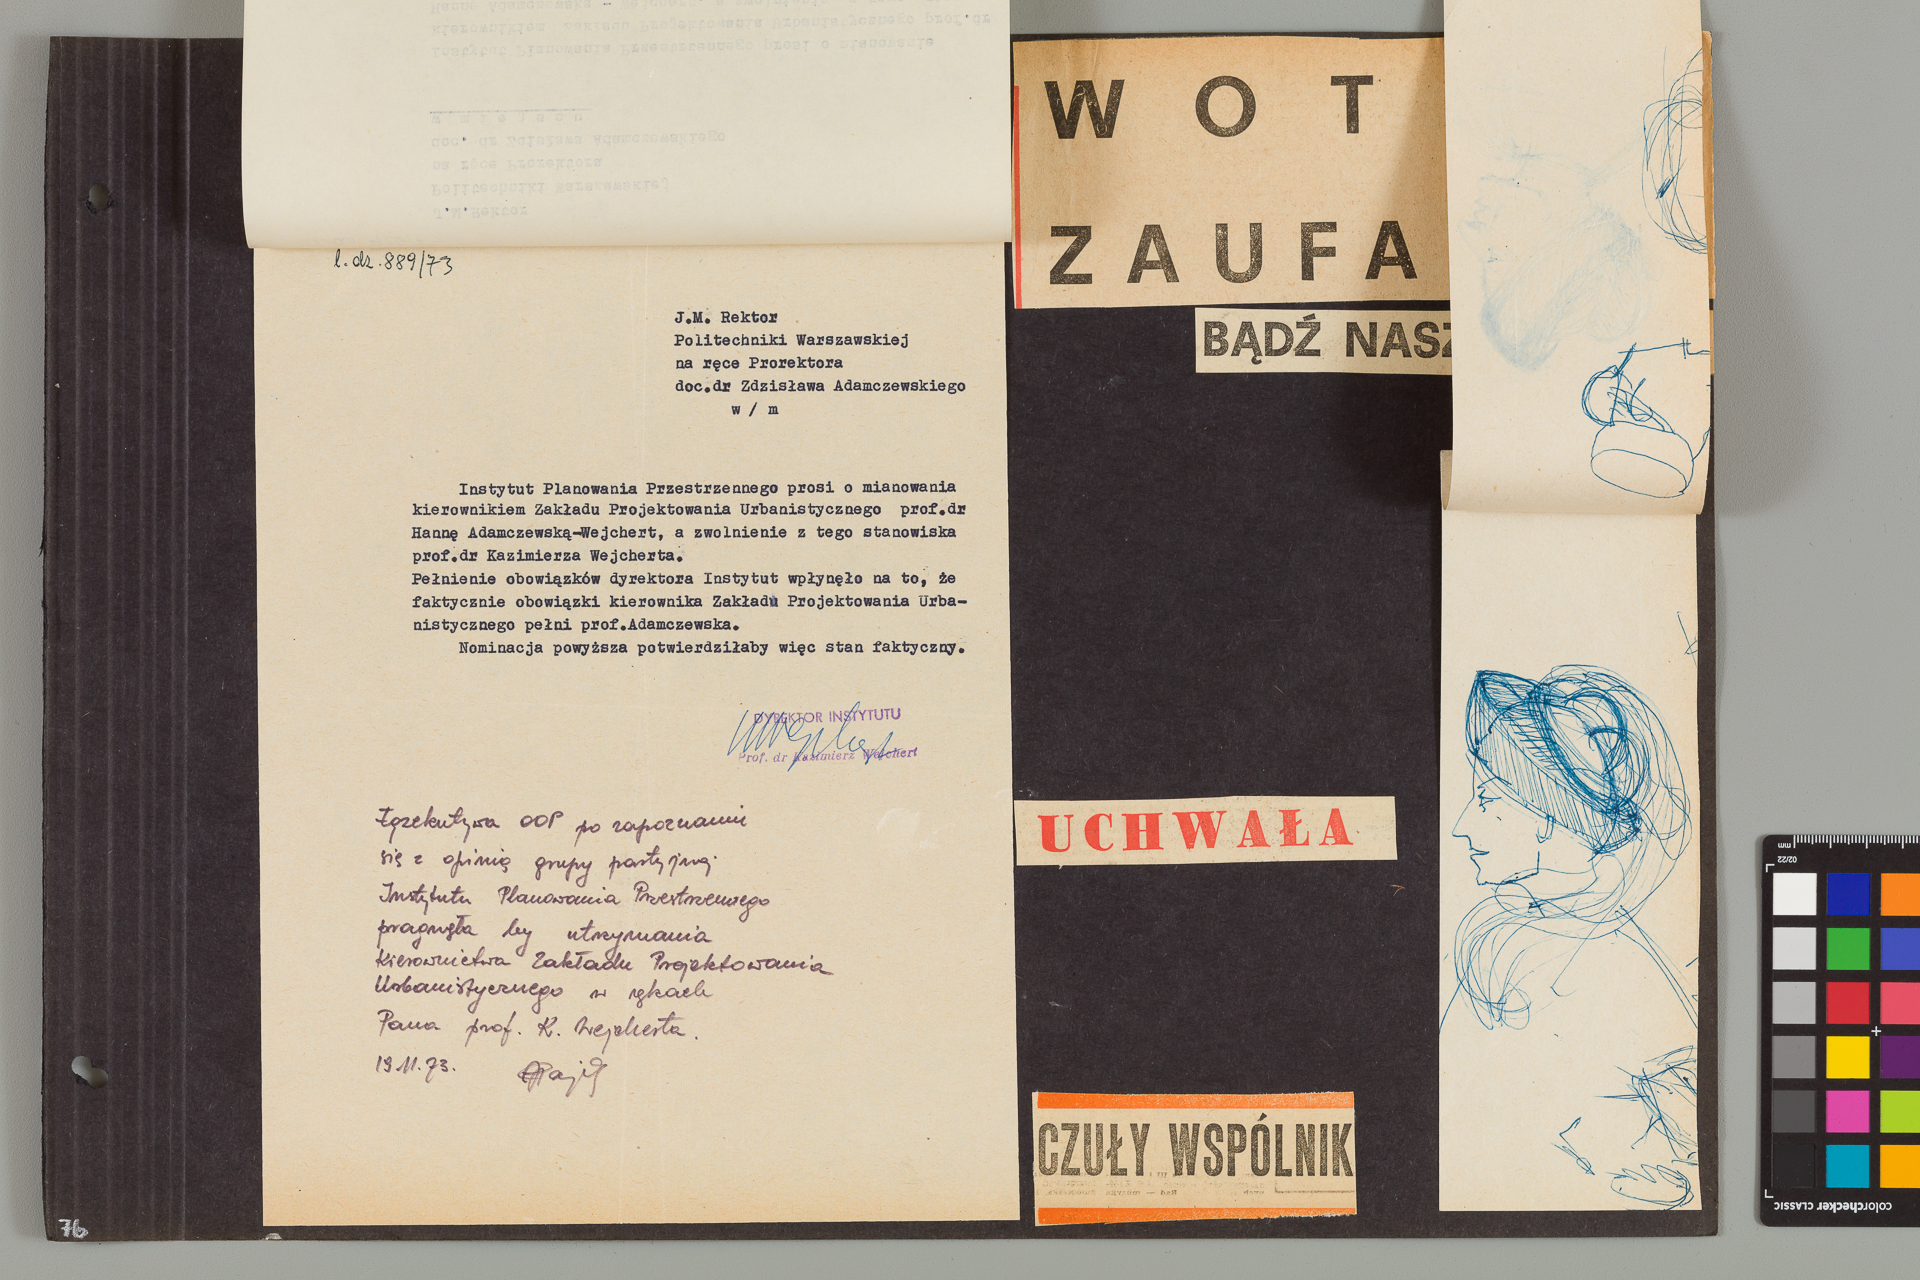 l. dz. 889/73
J.M. Rektor
Politechniki Warszawskiej
na ręce Prorektora
doc.dr Zdzisława Adamczewskiego
w / m
Instytut Planowania Przestrzennego prosi o mianowania
kierownikiem Zakładu Projektowania Urbanistycznego prof.dr
Hannę Adamczewską-Wejchert, a zwolnienie z tego stanowiska
prof.dr Kazimierza Wejcherta.
Pełnienie obowiązków dyrektora Instytut wpłynęło na to, że
faktycznie obowiązki kierownika Zakładu Projektowania Urba-
nistycznego pełni prof.Adamczewska.
Nominacja powyższa potwierdziłaby więc stan faktyczny.
DYREKTOR INSTYTUTU
Prof. dr Kazimierz Wejchert
Egzekutywa OOP po zapoznaniu
się z opinią grupy partyjnej
Instytutu Planowania Przestrzennego
pragnęła by utrzymania
Kierownictwa Zakładu Projektowania
Urbanistycznego w rękach
Pana prof. K. Wejcherta.
19.11.73.
WOT
ZAUFA
BĄDŹ NASZ
UCHWAŁA
CZUŁY WSPÓLNIK
76
mm
02/22
colorchecker CLASSIC